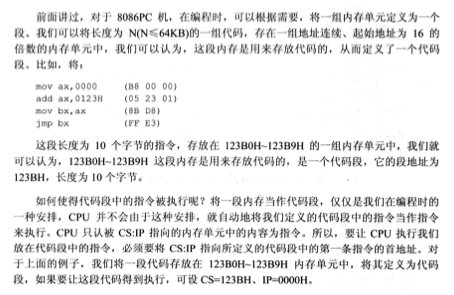 前面讲过，对于 8086PC 机，在编程时，可以根据需要，将一组内存单元定义为一个
段。我们可以将长度为 N(N≤64KB)的一组代码，存在一组地址连续、起始地址为 16 的
倍数的内存单元中，我们可以认为，这段内存是用来存放代码的，从而定义了一个代码
段。比如，将：
mov ax,0000 (B8 00 00)
add ax,0123H (05 23 01)
mov bx,ax (8B D8)
jmp bx (FF E3)
这段长度为 10 个字节的指令，存放在 123B0H~123B9H 的一组内存单元中，我们就
可以认为，123B0H~123B9H 这段内存是用来存放代码的，是一个代码段，它的段地址为
123BH，长度为 10 个字节。
如何使得代码段中的指令被执行呢？将一段内存当作代码段，仅仅是我们在编程时的
一种安排，CPU 并不会由于这种安排，就自动地将我们定义的代码段中的指令当作指令
来执行。CPU 只认被 CS:IP 指向的内存单元中的内容为指令。所以，要让 CPU 执行我们
放在代码段中的指令，必须要将 CS:IP 指向所定义的代码段中的第一条指令的首地址。对
于上面的例子，我们将一段代码存放在 123B0H~123B9H 内存单元中，将其定义为代码
段，如果要让这段代码得到执行，可设 CS=123BH、IP=0000H。